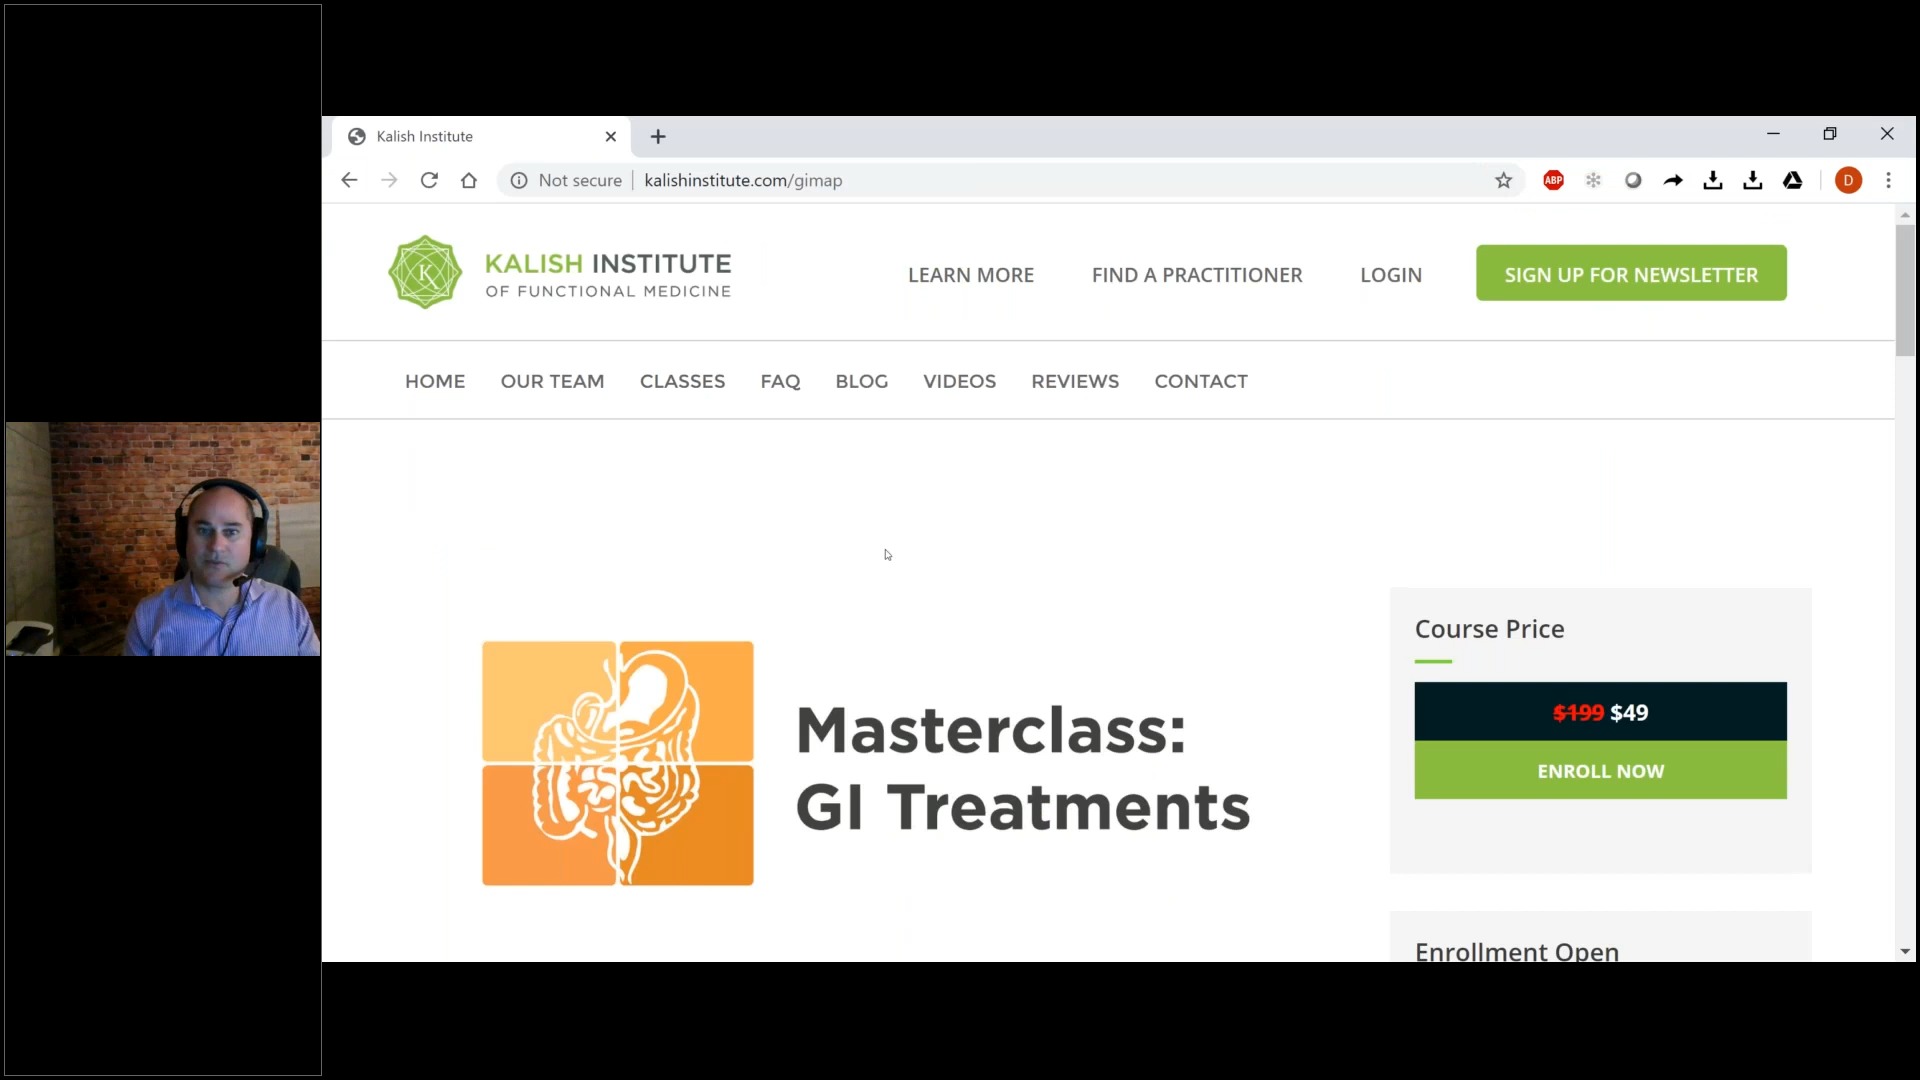 Kalish Institute
Not secure | kalishinstitute.com/gimap
ABP
D
K
KALISH INSTITUTE
OF FUNCTIONAL MEDICINE
LEARN MORE
FIND A PRACTITIONER
LOGIN
SIGN UP FOR NEWSLETTER
HOME
OUR TEAM
CLASSES
FAQ
BLOG
VIDEOS
REVIEWS
CONTACT
Masterclass:
GI Treatments
Course Price
$199 $49
ENROLL NOW
Enrollment Open